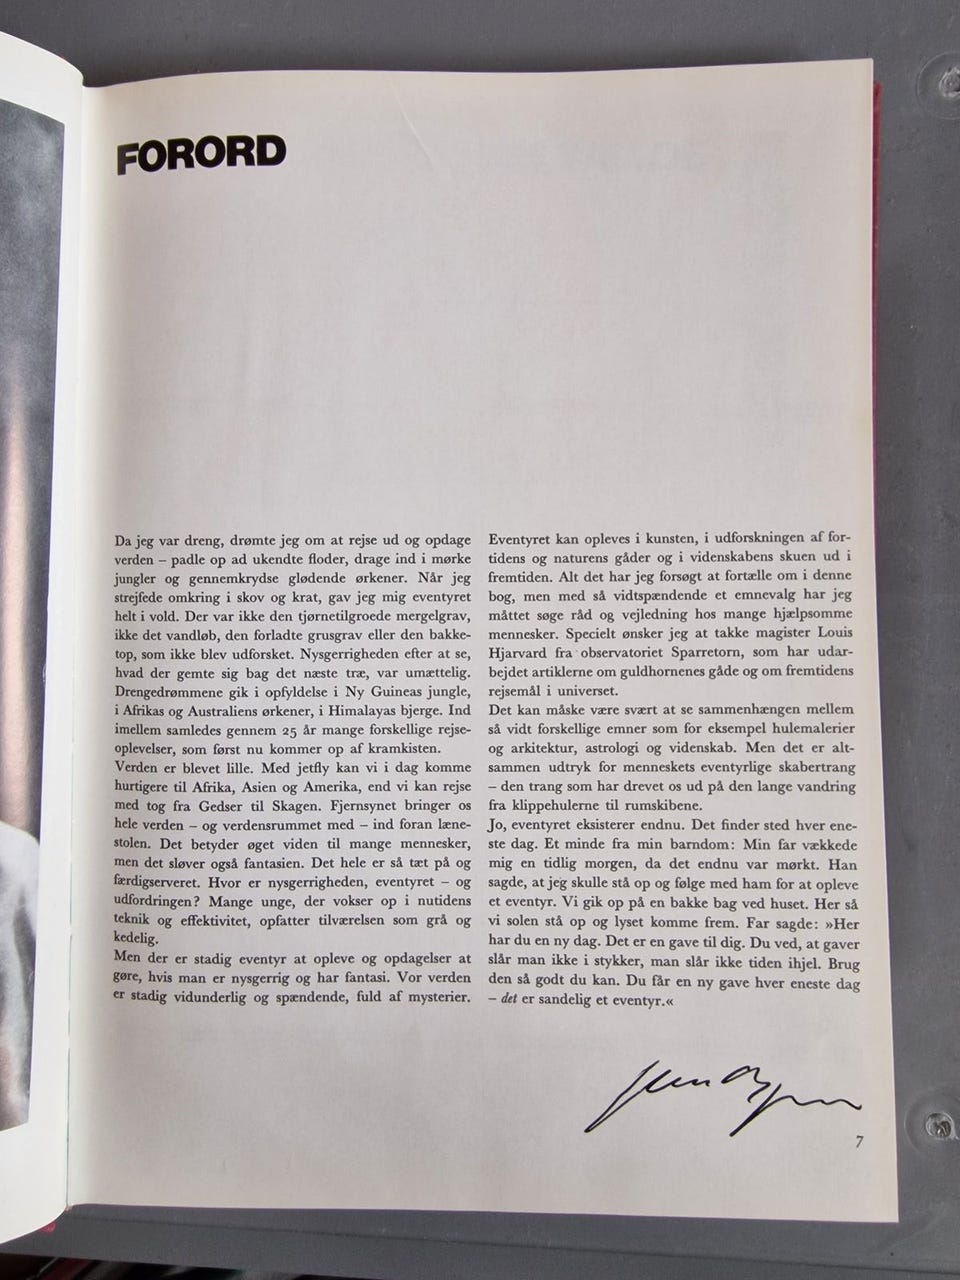 FORORD
Da jeg var dreng, drømte jeg om at rejse ud og opdage
verden – padle op ad ukendte floder, drage ind i mørke
jungler og gennemkrydse glødende ørkener. Når jeg
strejfede omkring i skov og krat, gav jeg mig eventyret
helt i vold. Der var ikke den tjørnetilgroede mergelgrav,
ikke det vandløb, den forladte grusgrav eller den bakke-
top, som ikke blev udforsket. Nysgerrigheden efter at se,
hvad der gemte sig bag det næste træ, var umættelig.
Drengedrømmene gik i opfyldelse i Ny Guineas jungle,
i Afrikas og Australiens ørkener, i Himalayas bjerge. Ind
imellem samledes gennem 25 år mange forskellige rejse-
oplevelser, som først nu kommer op af kramkisten.
Verden er blevet lille. Med jetfly kan vi i dag komme
hurtigere til Afrika, Asien og Amerika, end vi kan rejse
med tog fra Gedser til Skagen. Fjernsynet bringer os
hele verden – og verdensrummet med – ind foran læne-
stolen. Det betyder øget viden til mange mennesker,
men det sløver også fantasien. Det hele er så tæt på og
færdigserveret. Hvor er nysgerrigheden, eventyret – og
udfordringen? Mange unge, der vokser op i nutidens
teknik og effektivitet, opfatter tilværelsen som grå og
kedelig.
Men der er stadig eventyr at opleve og opdagelser at
gøre, hvis man er nysgerrig og har fantasi. Vor verden
er stadig vidunderlig og spændende, fuld af mysterier.
Eventyret kan opleves i kunsten, i udforskningen af for-
tidens og naturens gåder og i videnskabens skuen ud i
fremtiden. Alt det har jeg forsøgt at fortælle om i denne
bog, men med så vidtspændende et emnevalg har jeg
måttet søge råd og vejledning hos mange hjælpsomme
mennesker. Specielt ønsker jeg at takke magister Louis
Hjarvard fra observatoriet Sparretorn, som har udar-
bejdet artiklerne om guldhornenes gåde og om fremtidens
rejsemål i universet.
Det kan måske være svært at se sammenhængen mellem
så vidt forskellige emner som for eksempel hulemalerier
og arkitektur, astrologi og videnskab. Men det er alt-
sammen udtryk for menneskets eventyrlige skabertrang
– den trang som har drevet os ud på den lange vandring
fra klippehulerne til rumskibene.
Jo, eventyret eksisterer endnu. Det finder sted hver ene-
ste dag. Et minde fra min barndom: Min far vækkede
mig en tidlig morgen, da det endnu var mørkt. Han
sagde, at jeg skulle stå op og følge med ham for at opleve
et eventyr. Vi gik op på en bakke bag ved huset. Her så
vi solen stå op og lyset komme frem. Far sagde: »Her
har du en ny dag. Det er en gave til dig. Du ved, at gaver
slår man ikke i stykker, man slår ikke tiden ihjel. Brug
den så godt du kan. Du får en ny gave hver eneste dag
– det er sandelig et eventyr.«
7